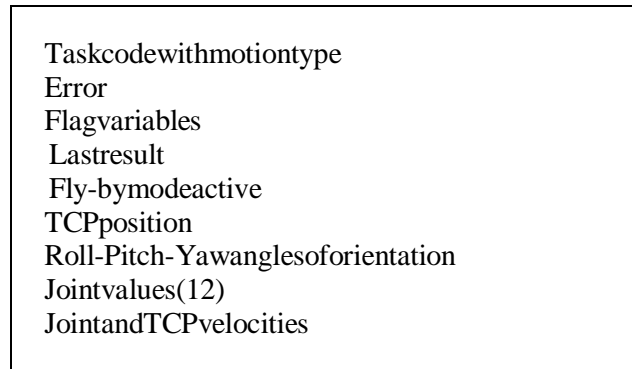 Taskcodewithmotiontype
Error
Flagvariables
Lastresult
Fly-bymodeactive
TCPposition
Roll-Pitch-Yawanglesoforientation
Jointvalues(12)
JointandTCPvelocities